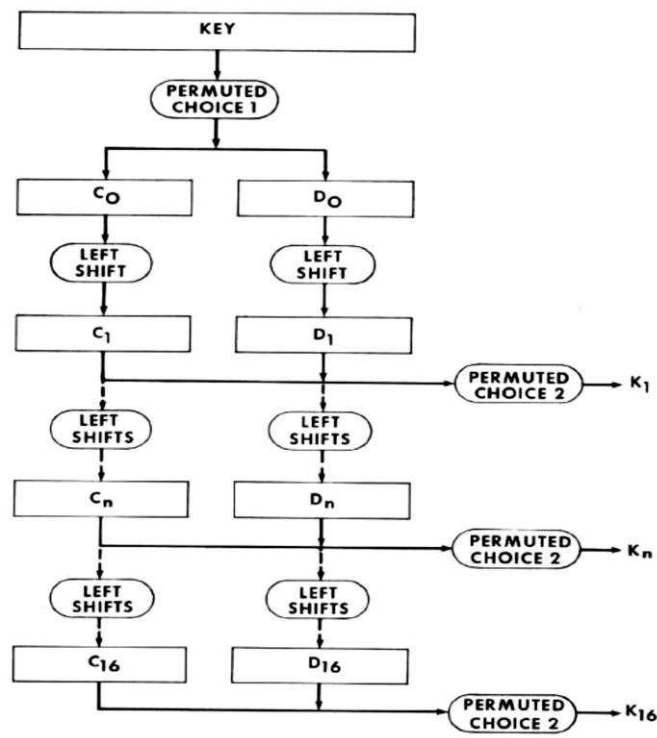 KEY
PERMUTED
CHOICE 1
C0
D0
LEFT
SHIFT
LEFT
SHIFT
C1
D1
PERMUTED
CHOICE 2
K1
LEFT
SHIFTS
LEFT
SHIFTS
Cn
Dn
PERMUTED
CHOICE 2
Kn
LEFT
SHIFTS
LEFT
SHIFTS
C16
D16
PERMUTED
CHOICE 2
K16